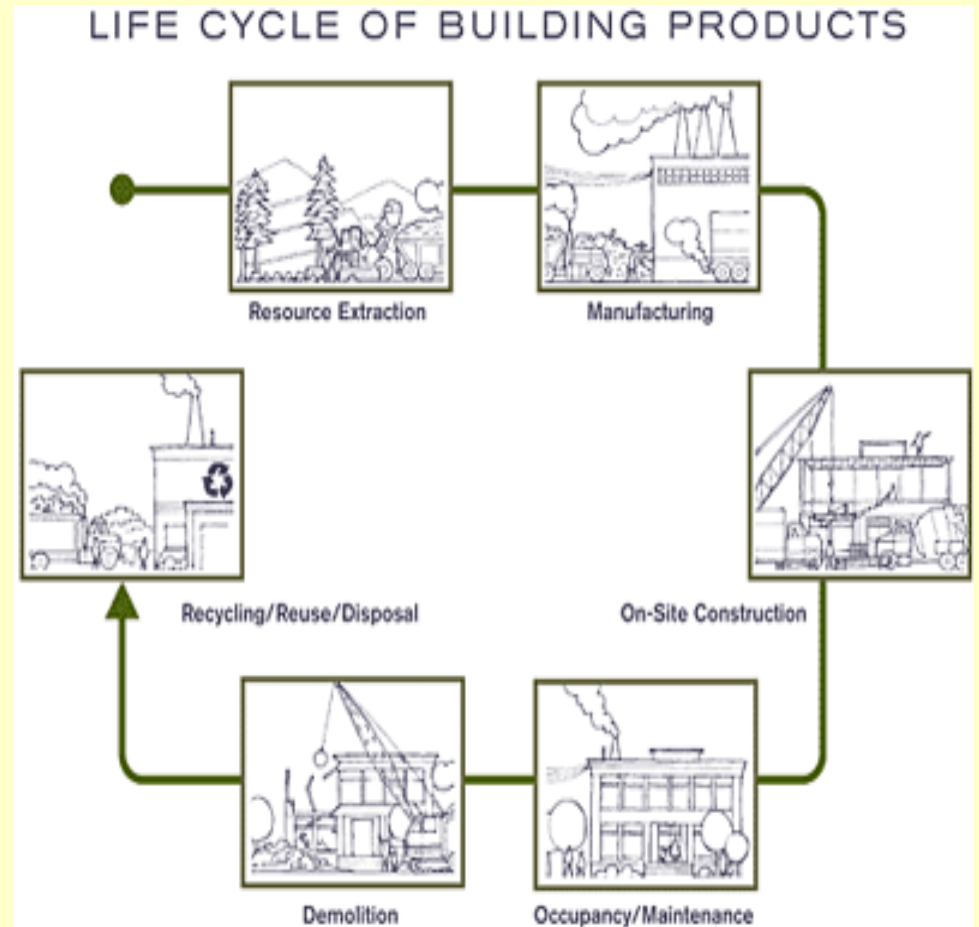 LIFE CYCLE OF BUILDING PRODUCTS
Resource Extraction
Manufacturing
On-Site Construction
Recycling/Reuse/Disposal
Demolition
Occupancy/Maintenance